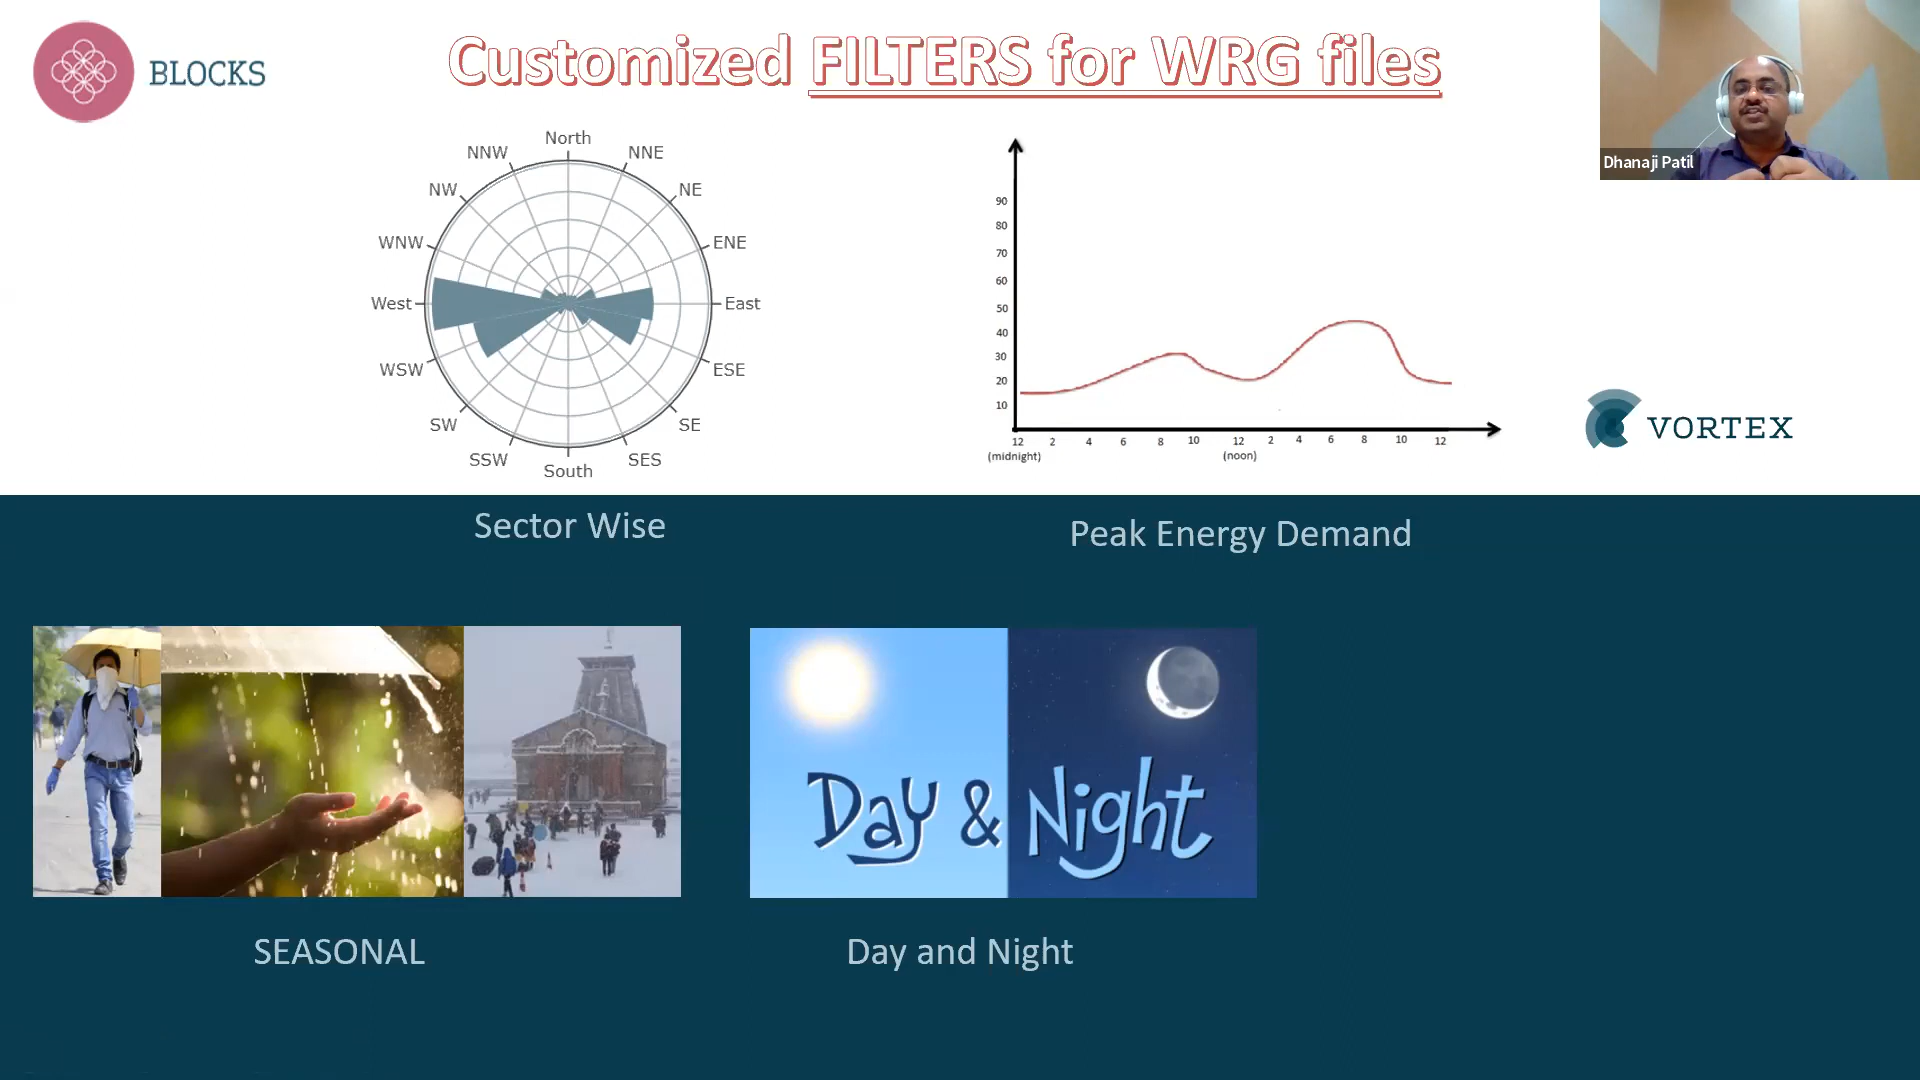 BLOCKS
Customized FILTERS for WRG files
Dhanaji Patil
North
NNW
NNE
NW
NE
WNW
ENE
West
East
WSW
ESE
SW
SE
SSW
SES
South
90
80
70
60
50
40
30
20
10
12 2 4 6 8 10 12 2 4 6 8 10 12
(midnight) (noon)
VORTEX
Sector Wise
Peak Energy Demand
Day & Night
SEASONAL
Day and Night